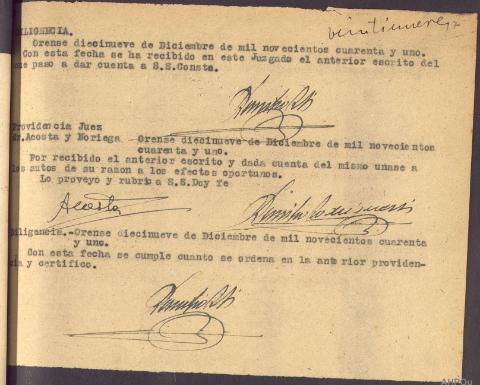 veintinueve
ILIGENCIA.
Orense diecinueve de Diciembre de mil novecientos cuarenta y uno.
Con esta fecha se ha recibido en este Juzgado el anterior escrito del
que paso a dar cuenta a S.S.Consta.
Providencia Juez
Sr.Acosta y Noriega Orense diecinueve de Diciembre de mil novecientos
cuarenta y uno.
Por recibido el anterior escrito y dada cuenta del mismo unase a
los autos de su razon a los efectos oportunos.
Lo proveyo y rubrica S.S.Doy fe
Acosta
Diligencia.-Orense diecinueve de Diciembre de mil novecientos cuarenta
y uno.
Con esta fecha se cumple cuanto se ordena en la anterior providen-
cia y certifico.